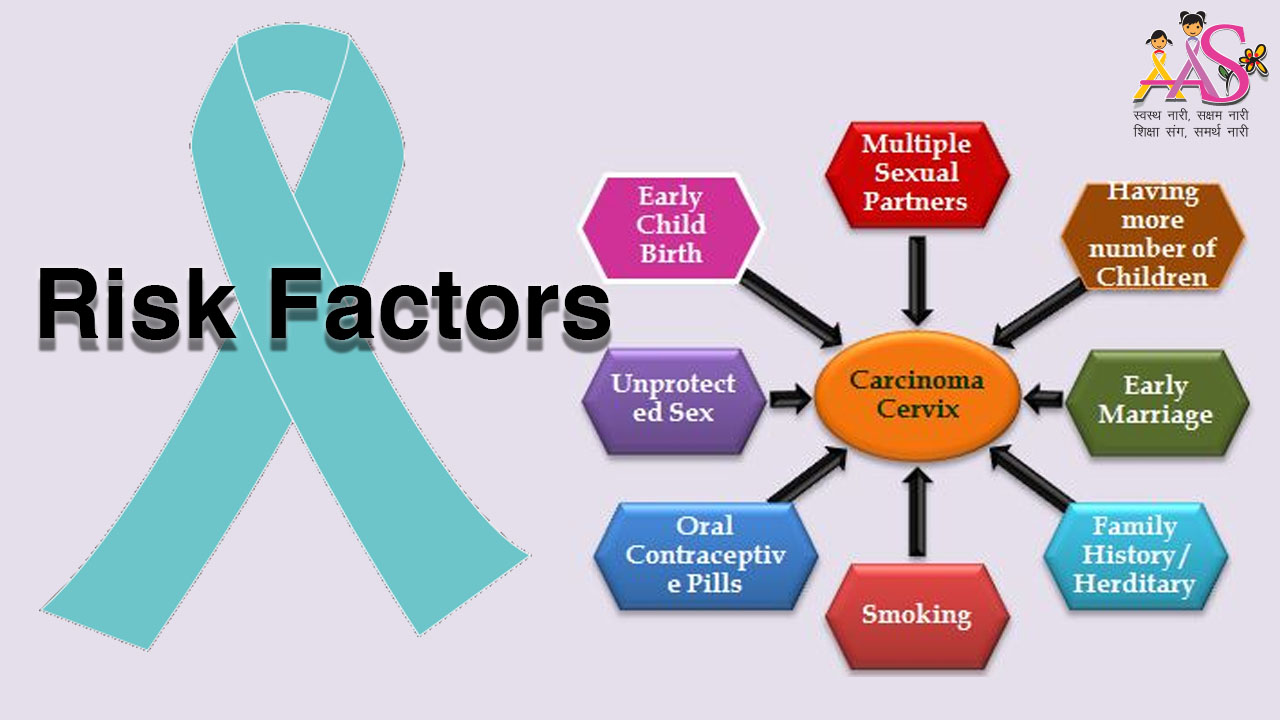 स्वस्थ नारी, सक्षम नारी
शिक्षा संग, समर्थ नारी
AAS
Risk Factors
Multiple
Sexual
Partners
Early
Child
Birth
Having
more
number of
Children
Unprotect
ed Sex
Carcinoma
Cervix
Early
Marriage
Oral
Contraceptiv
e Pills
Smoking
Family
History/
Herditary